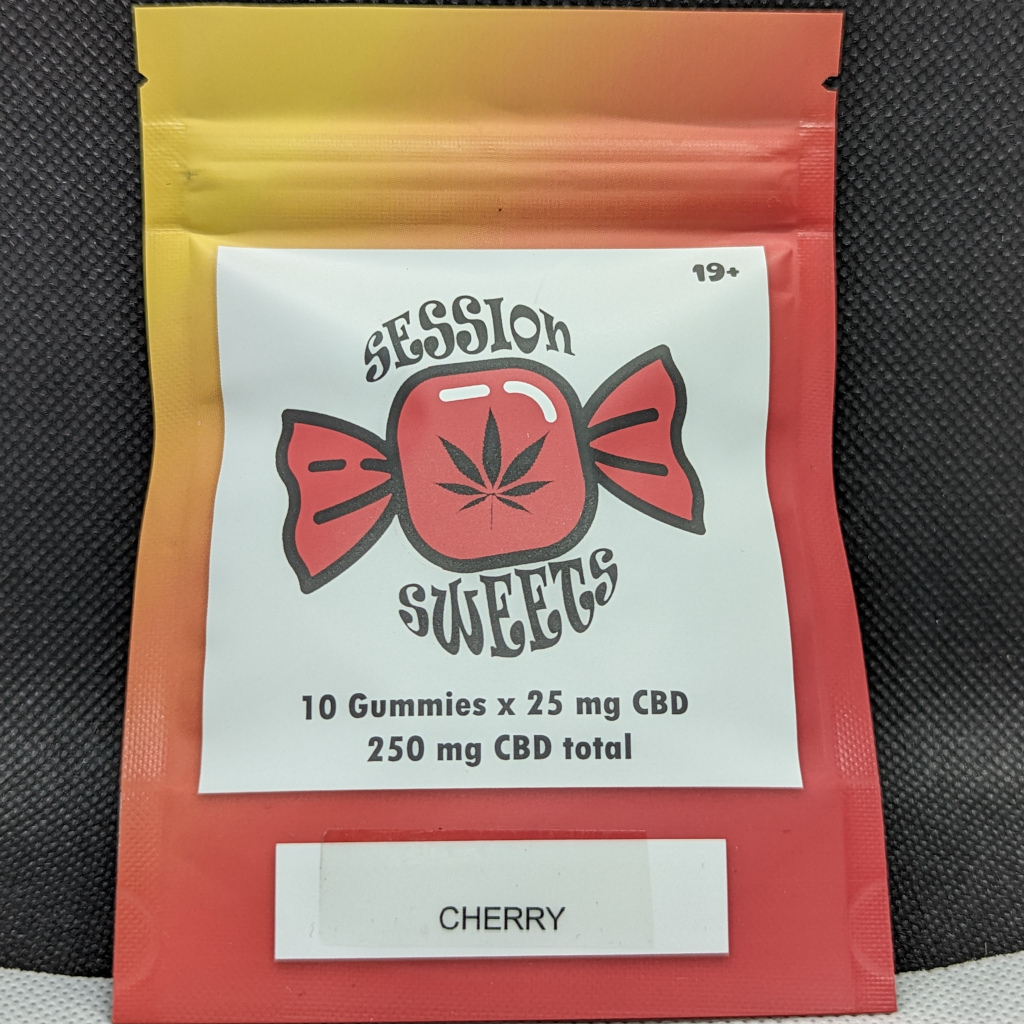 19+
SESSIOn
SWEETS
10 Gummies x 25 mg CBD
250 mg CBD total
CHERRY